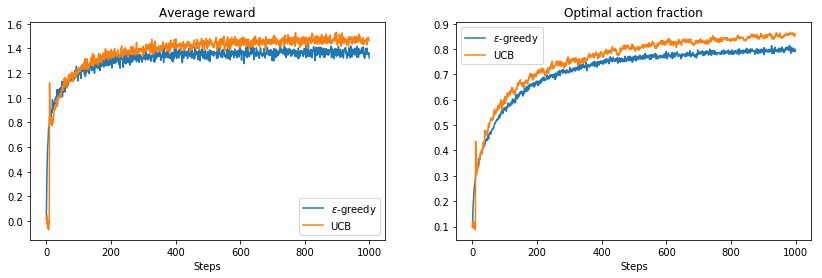 Average reward
1.6
1.4
1.2
1.0
0.8
0.6
0.4
0.2
0.0
ε-greedy
UCB
0 200 400 600 800 1000
Steps
Optimal action fraction
0.9
0.8
0.7
0.6
0.5
0.4
0.3
0.2
0.1
ε-greedy
UCB
0 200 400 600 800 1000
Steps